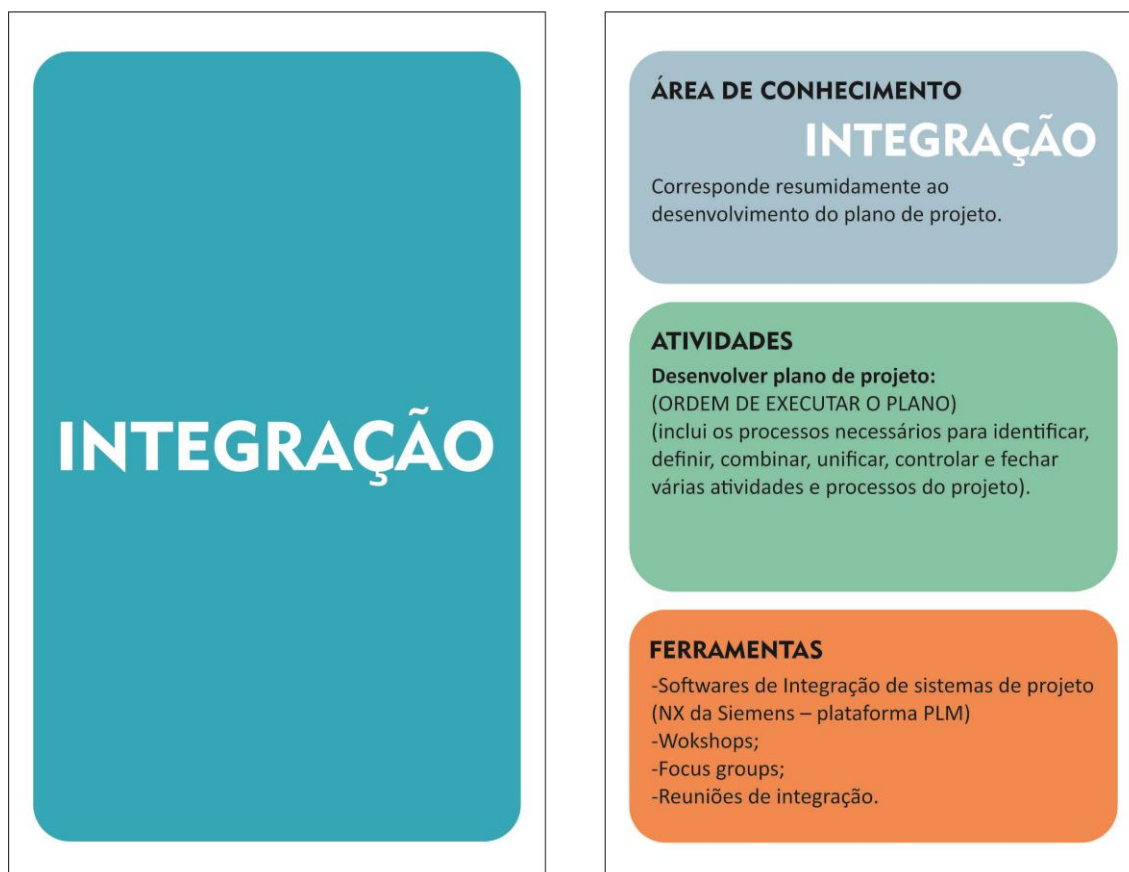 INTEGRAÇÃO
ÁREA DE CONHECIMENTO
INTEGRAÇÃO
Corresponde resumidamente ao
desenvolvimento do plano de projeto.
ATIVIDADES
Desenvolver plano de projeto:
(ORDEM DE EXECUTAR O PLANO)
(inclui os processos necessários para identificar,
definir, combinar, unificar, controlar e fechar
várias atividades e processos do projeto).
FERRAMENTAS
-Softwares de Integração de sistemas de projeto
(NX da Siemens – plataforma PLM)
-Wokshops;
-Focus groups;
-Reuniões de integração.